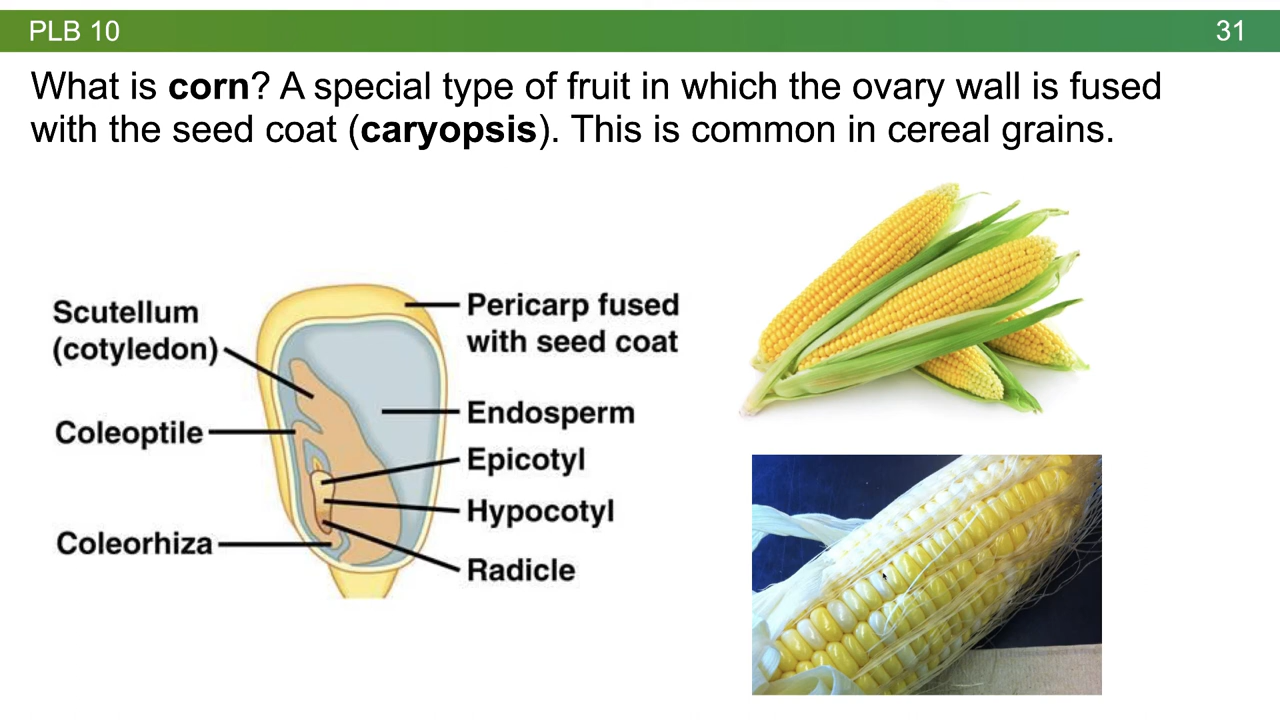 PLB 10
31
What is corn? A special type of fruit in which the ovary wall is fused
with the seed coat (caryopsis). This is common in cereal grains.
Scutellum
(cotyledon)
Coleoptile
Coleorhiza
Pericarp fused
with seed coat
Endosperm
Epicotyl
Hypocotyl
Radicle